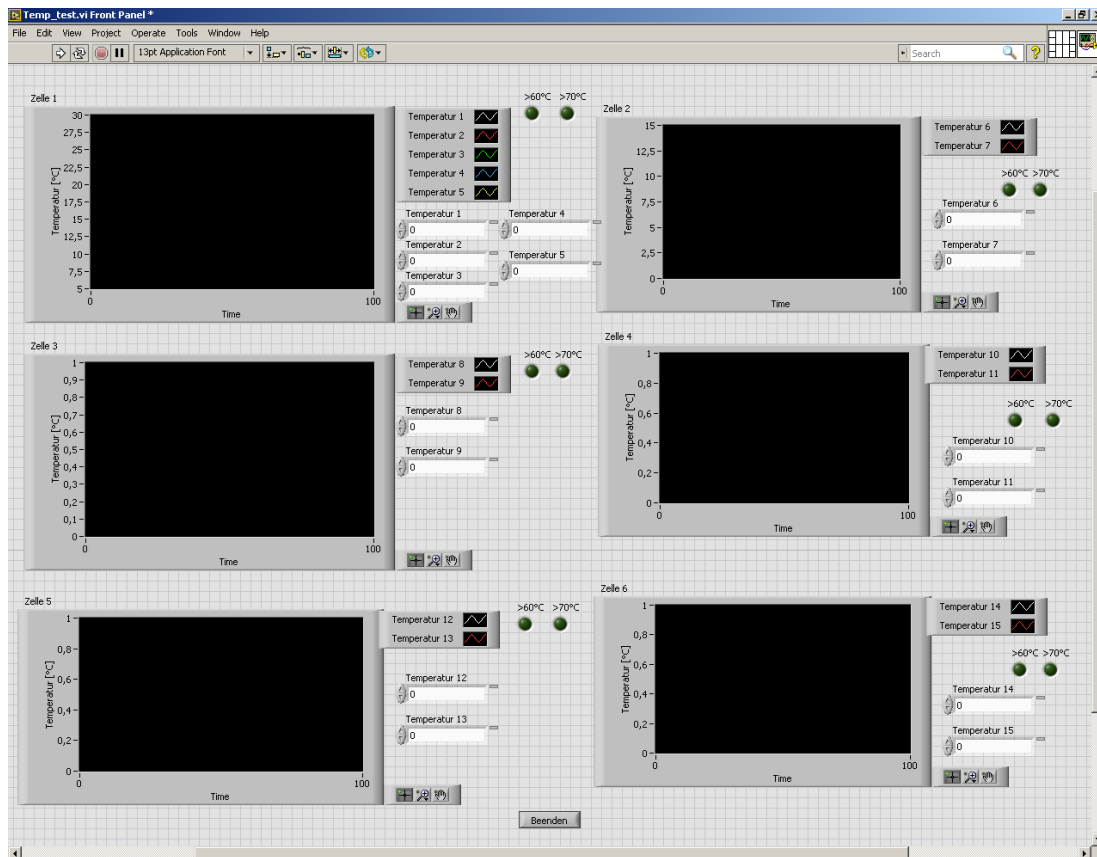 Temp_test.vi Front Panel *
File Edit View Project Operate Tools Window Help
13pt Application Font
Search
Zelle 1
30
27,5
25
22,5
20
17,5
15
12,5
10
7,5
5
Temperatur [°C]
0
100
Time
Temperatur 1
Temperatur 2
Temperatur 3
Temperatur 4
Temperatur 5
>60°C >70°C
Temperatur 1
0
Temperatur 4
0
Temperatur 2
0
Temperatur 5
0
Temperatur 3
0
Zelle 2
15
12,5
10
7,5
5
2,5
0
Temperatur [°C]
0
100
Time
Temperatur 6
Temperatur 7
>60°C >70°C
Temperatur 6
0
Temperatur 7
0
Zelle 3
1
0,9
0,8
0,7
0,6
0,5
0,4
0,3
0,2
0,1
0
Temperatur [°C]
0
100
Time
Temperatur 8
Temperatur 9
>60°C >70°C
Temperatur 8
0
Temperatur 9
0
Zelle 4
1
0,8
0,6
0,4
0,2
0
Temperatur [°C]
0
100
Time
Temperatur 10
Temperatur 11
>60°C >70°C
Temperatur 10
0
Temperatur 11
0
Zelle 5
1
0,8
0,6
0,4
0,2
0
Temperatur [°C]
0
100
Time
Temperatur 12
Temperatur 13
>60°C >70°C
Temperatur 12
0
Temperatur 13
0
Zelle 6
1
0,8
0,6
0,4
0,2
0
Temperatur [°C]
0
100
Time
Temperatur 14
Temperatur 15
>60°C >70°C
Temperatur 14
0
Temperatur 15
0
Beenden